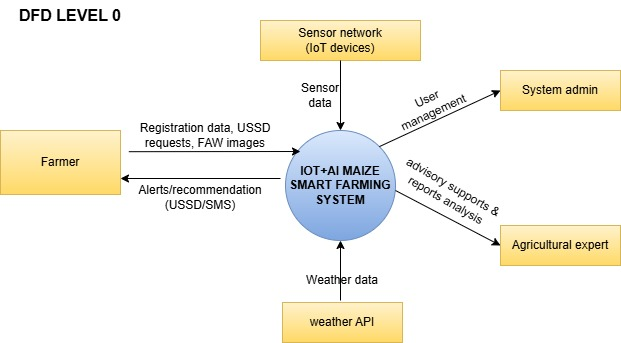 DFD LEVEL 0
Sensor network
(IoT devices)
Sensor
data
User
management
System admin
Registration data, USSD
requests, FAW images
Farmer
Alerts/recommendation
(USSD/SMS)
IOT+AI MAIZE
SMART FARMING
SYSTEM
advisory supports &
reports analysis
Agricultural expert
Weather data
weather API